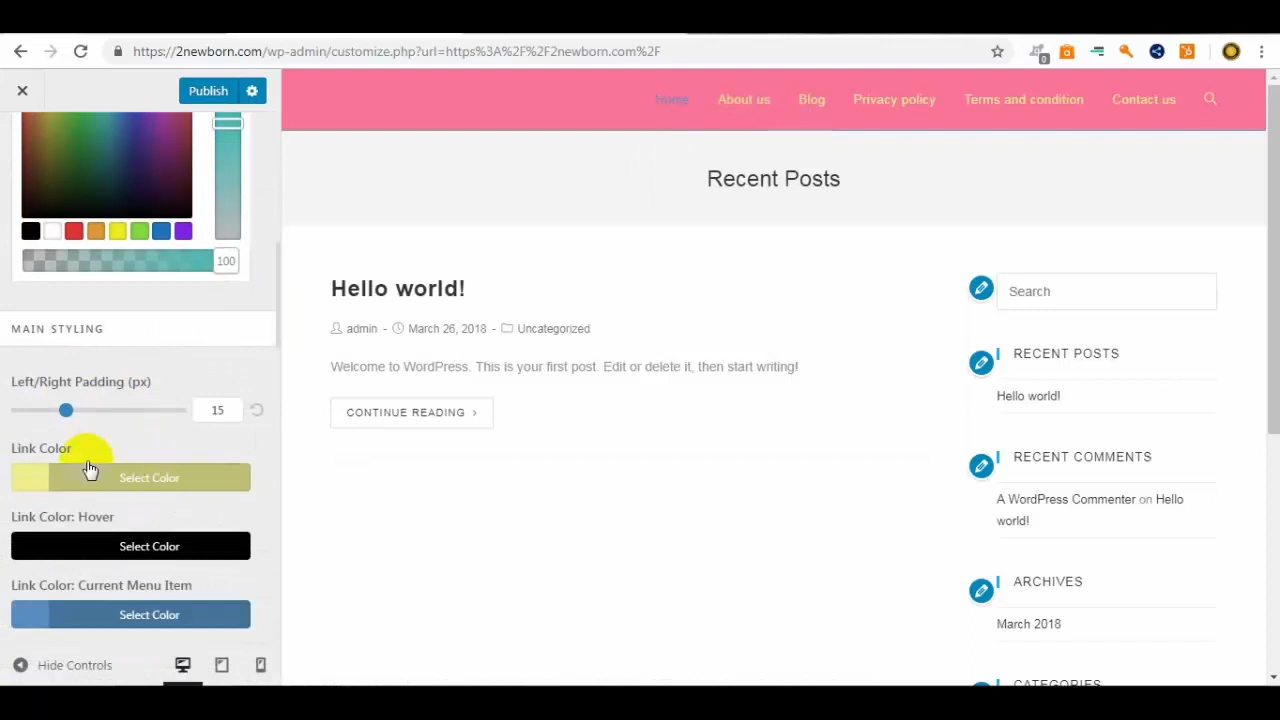 https://2newborn.com/wp-admin/customize.php?url=https%3A%2F%2F2newborn.com%2F
0
Publish
Home About us Blog Privacy policy Terms and condition Contact us
Recent Posts
100
MAIN STYLING
Left/Right Padding (px)
15
Link Color
Select Color
Link Color: Hover
Select Color
Link Color: Current Menu Item
Select Color
Hide Controls
Hello world!
admin - March 26, 2018 - Uncategorized
Welcome to WordPress. This is your first post. Edit or delete it, then start writing!
CONTINUE READING >
Search
RECENT POSTS
Hello world!
RECENT COMMENTS
A WordPress Commenter on Hello
world!
ARCHIVES
March 2018
CATEGORIES